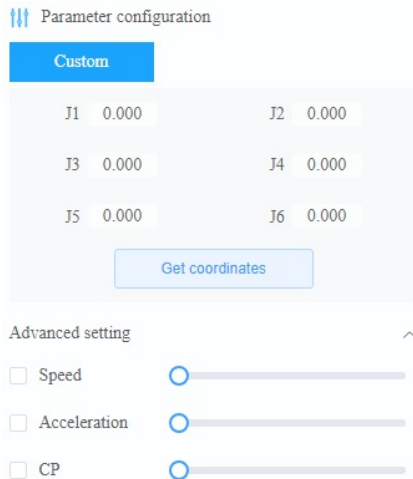 Parameter configuration
Custom
J1 0.000 J2 0.000
J3 0.000 J4 0.000
J5 0.000 J6 0.000
Get coordinates
Advanced setting
Speed
Acceleration
CP